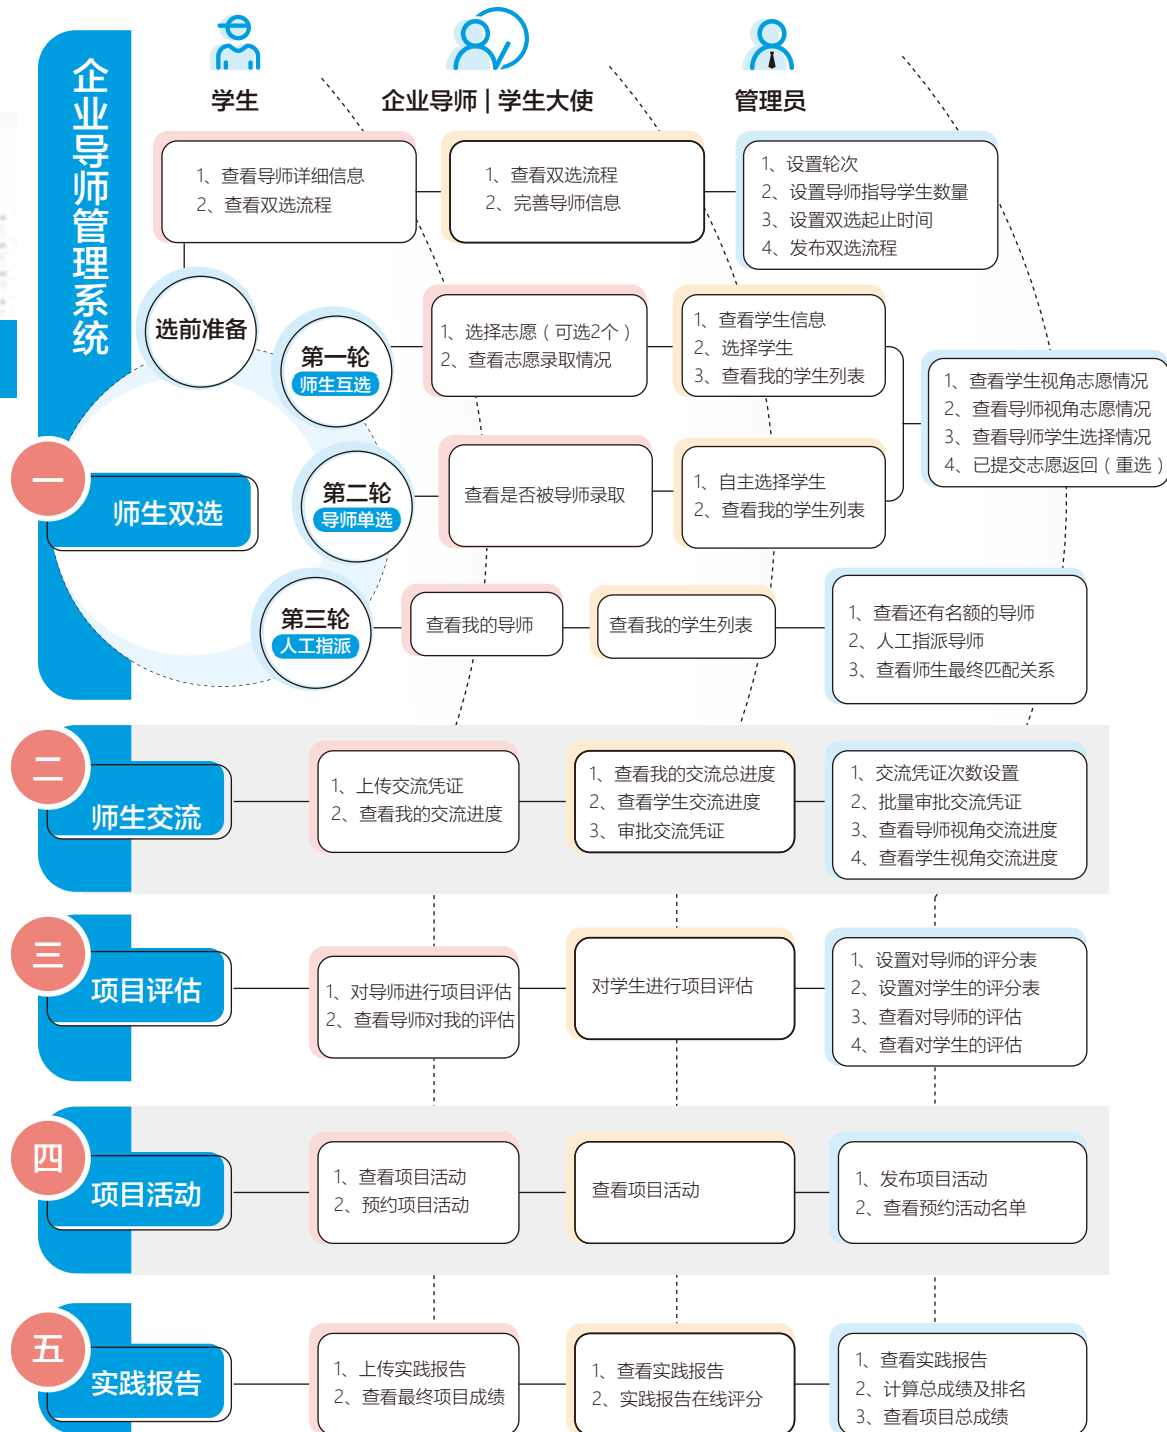 企业导师管理系统
学生
企业导师 | 学生大使
管理员
1、查看导师详细信息
2、查看双选流程
1、查看双选流程
2、完善导师信息
1、设置轮次
2、设置导师指导学生数量
3、设置双选起止时间
4、发布双选流程
选前准备
第一轮
师生互选
1、选择志愿（可选2个）
2、查看志愿录取情况
1、查看学生信息
2、选择学生
3、查看我的学生列表
1、查看学生视角志愿情况
2、查看导师视角志愿情况
3、查看导师学生选择情况
4、已提交志愿返回（重选）
一
师生双选
第二轮
导师单选
查看是否被导师录取
1、自主选择学生
2、查看我的学生列表
第三轮
人工指派
查看我的导师
查看我的学生列表
1、查看还有名额的导师
2、人工指派导师
3、查看师生最终匹配关系
二
师生交流
1、上传交流凭证
2、查看我的交流进度
1、查看我的交流总进度
2、查看学生交流进度
3、审批交流凭证
1、交流凭证次数设置
2、批量审批交流凭证
3、查看导师视角交流进度
4、查看学生视角交流进度
三
项目评估
1、对导师进行项目评估
2、查看导师对我的评估
对学生进行项目评估
1、设置对导师的评分表
2、设置对学生的评分表
3、查看对导师的评估
4、查看对学生的评估
四
项目活动
1、查看项目活动
2、预约项目活动
查看项目活动
1、发布项目活动
2、查看预约活动名单
五
实践报告
1、上传实践报告
2、查看最终项目成绩
1、查看实践报告
2、实践报告在线评分
1、查看实践报告
2、计算总成绩及排名
3、查看项目总成绩